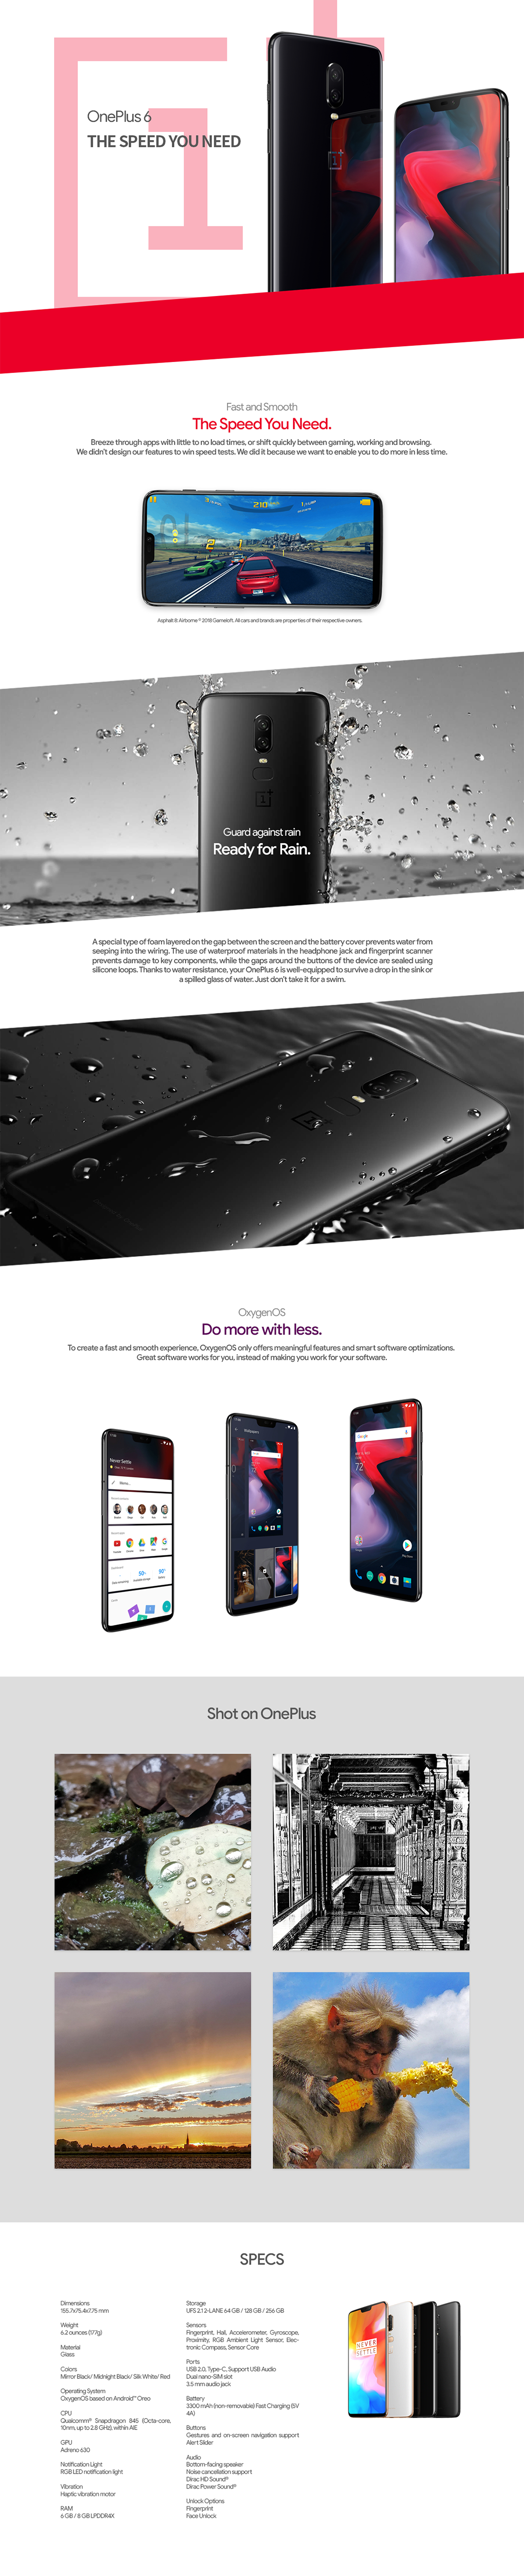 OnePlus 6
THE SPEED YOU NEED
Fast and Smooth
The Speed You Need.
Breeze through apps with little to no load times, or shift quickly between gaming, working and browsing.
We didn't design our features to win speed tests. We did it because we want to enable you to do more in less time.
Asphalt 8: Airborne © 2018 Gameloft. All cars and brands are properties of their respective owners.
Guard against rain
Ready for Rain.
A special type of foam layered on the gap between the screen and the battery cover prevents water from
seeping into the wiring. The use of waterproof materials in the headphone jack and fingerprint scanner
prevents damage to key components, while the gaps around the buttons of the device are sealed using
silicone loops. Thanks to water resistance, your OnePlus 6 is well-equipped to survive a drop in the sink or
a spilled glass of water. Just don't take it for a swim.
OxygenOS
Do more with less.
To create a fast and smooth experience, OxygenOS only offers meaningful features and smart software optimizations.
Great software works for you, instead of making you work for your software.
Never Settle
Wallpapers
Google
72°
Shot on OnePlus
SPECS
Dimensions
155.7x75.4x7.75 mm
Weight
6.2 ounces (177g)
Material
Glass
Colors
Mirror Black/ Midnight Black/ Silk White/ Red
Operating System
OxygenOS based on Android™ Oreo
CPU
Qualcomm® Snapdragon 845 (Octa-core,
10nm, up to 2.8 GHz), within AIE
GPU
Adreno 630
Notification Light
RGB LED notification light
Vibration
Haptic vibration motor
RAM
6 GB / 8 GB LPDDR4X
Storage
UFS 2.1 2-LANE 64 GB / 128 GB / 256 GB
Sensors
Fingerprint, Hall, Accelerometer, Gyroscope,
Proximity, RGB Ambient Light Sensor, Elec-
tronic Compass, Sensor Core
Ports
USB 2.0, Type-C, Support USB Audio
Dual nano-SIM slot
3.5 mm audio jack
Battery
3300 mAh (non-removable) Fast Charging (5V
4A)
Buttons
Gestures and on-screen navigation support
Alert Slider
Audio
Bottom-facing speaker
Noise cancellation support
Dirac HD Sound®
Dirac Power Sound®
Unlock Options
Fingerprint
Face Unlock
NEVER
SETTLE